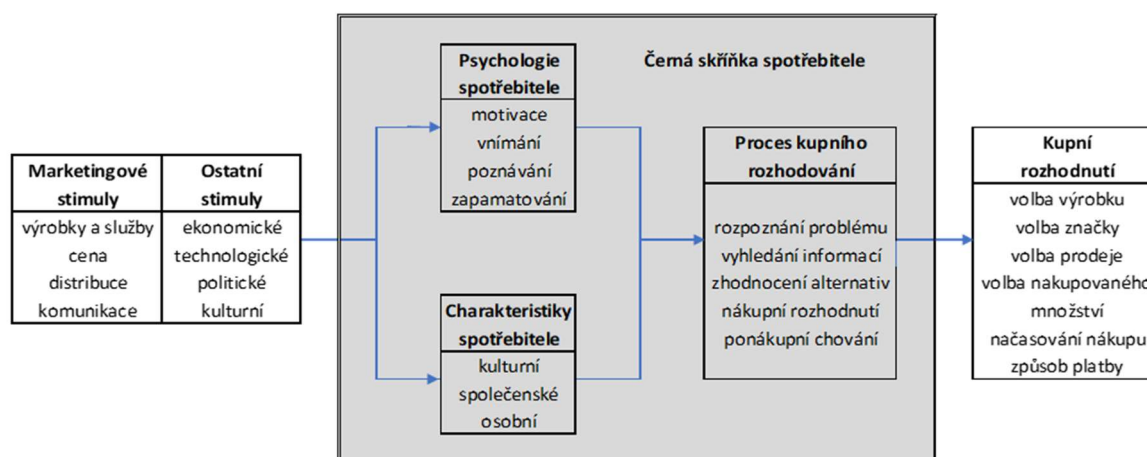 Černá skříňka spotřebitele
Marketingové
stimuly
výrobky a služby
cena
distribuce
komunikace
Ostatní
stimuly
ekonomické
technologické
politické
kulturní
Psychologie
spotřebitele
motivace
vnímání
poznávání
zapamatování
Charakteristiky
spotřebitele
kulturní
společenské
osobní
Proces kupního
rozhodování
rozpoznání problému
vyhledání informací
zhodnocení alternativ
nákupní rozhodnutí
ponákupní chování
Kupní
rozhodnutí
volba výrobku
volba značky
volba prodeje
volba nakupovaného
množství
načasování nákupu
způsob platby